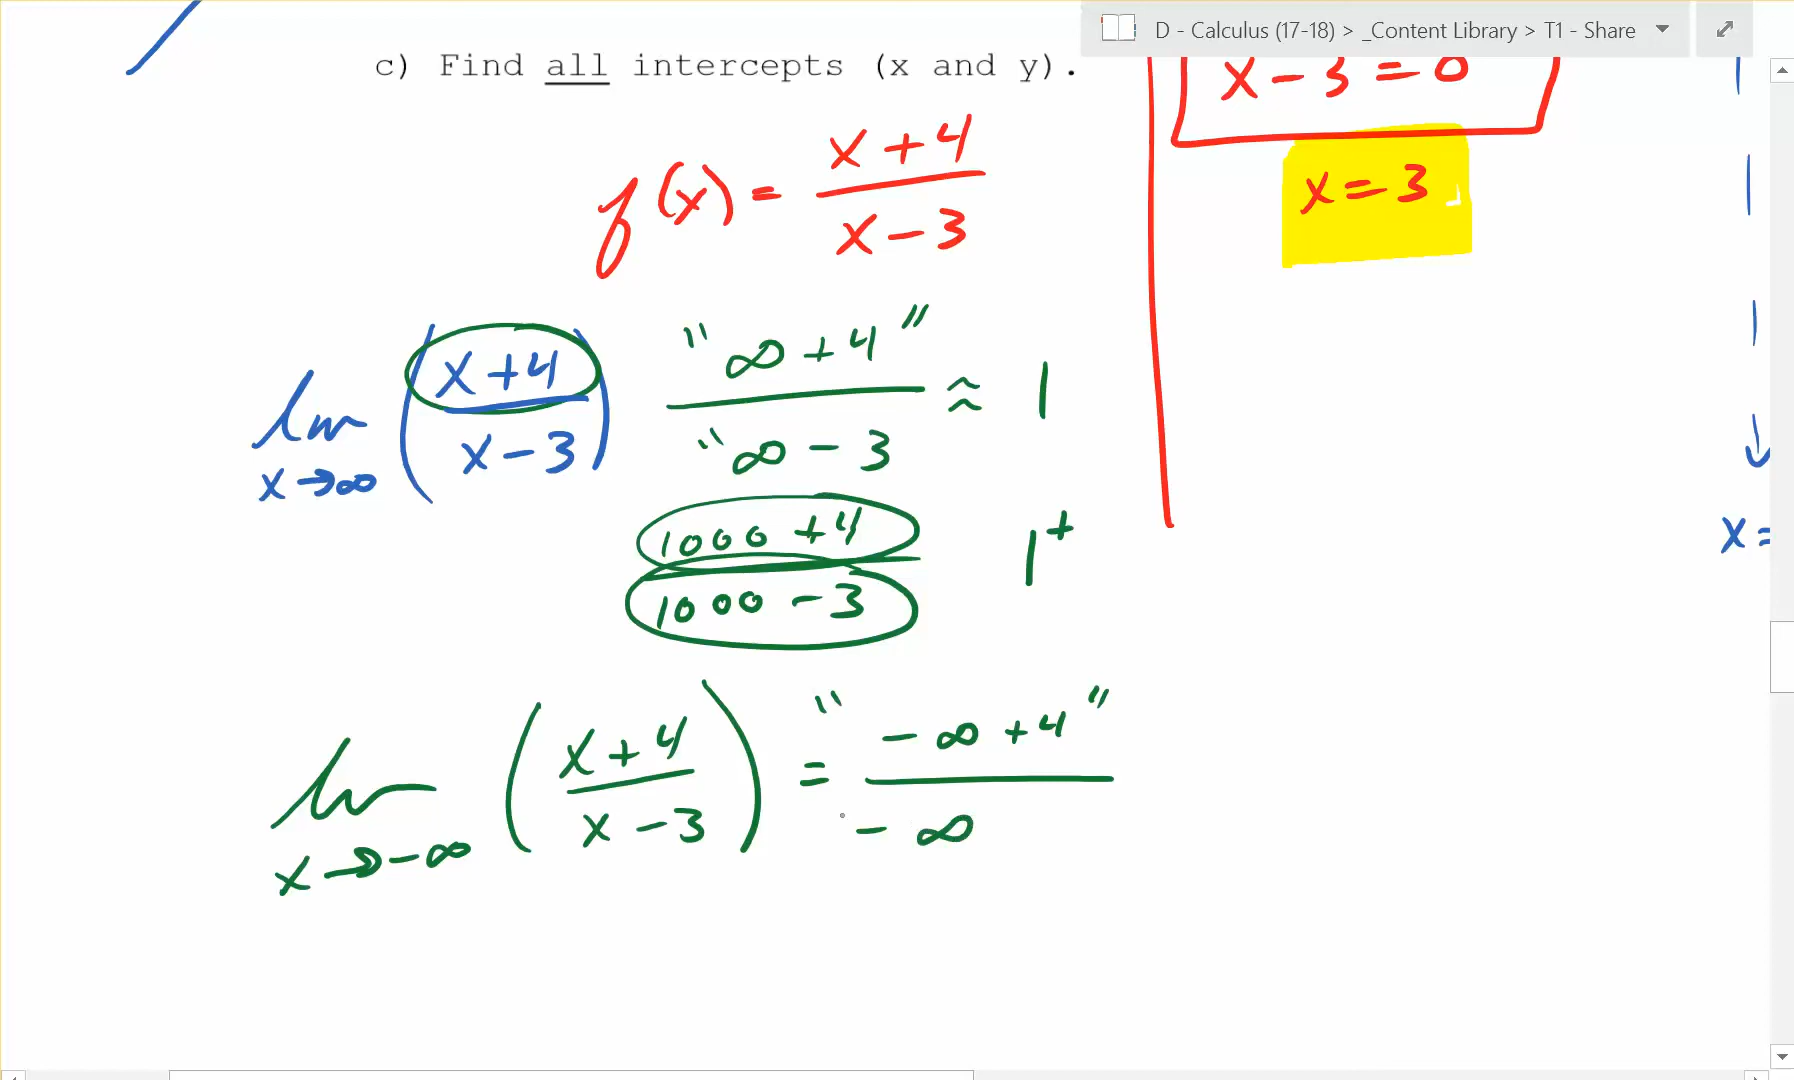 D - Calculus (17-18) > _Content Library > T1 - Share
c) Find all intercepts (x and y).
x - 3 = 0
x = 3
f(x) = x + 4 / x - 3
lim x→∞ (x + 4 / x - 3) "∞ + 4" / "∞ - 3 ≈ 1
1000 + 4 / 1000 - 3 1⁺
x =
lim x→-∞ (x + 4 / x - 3) = "-∞ + 4" / -∞